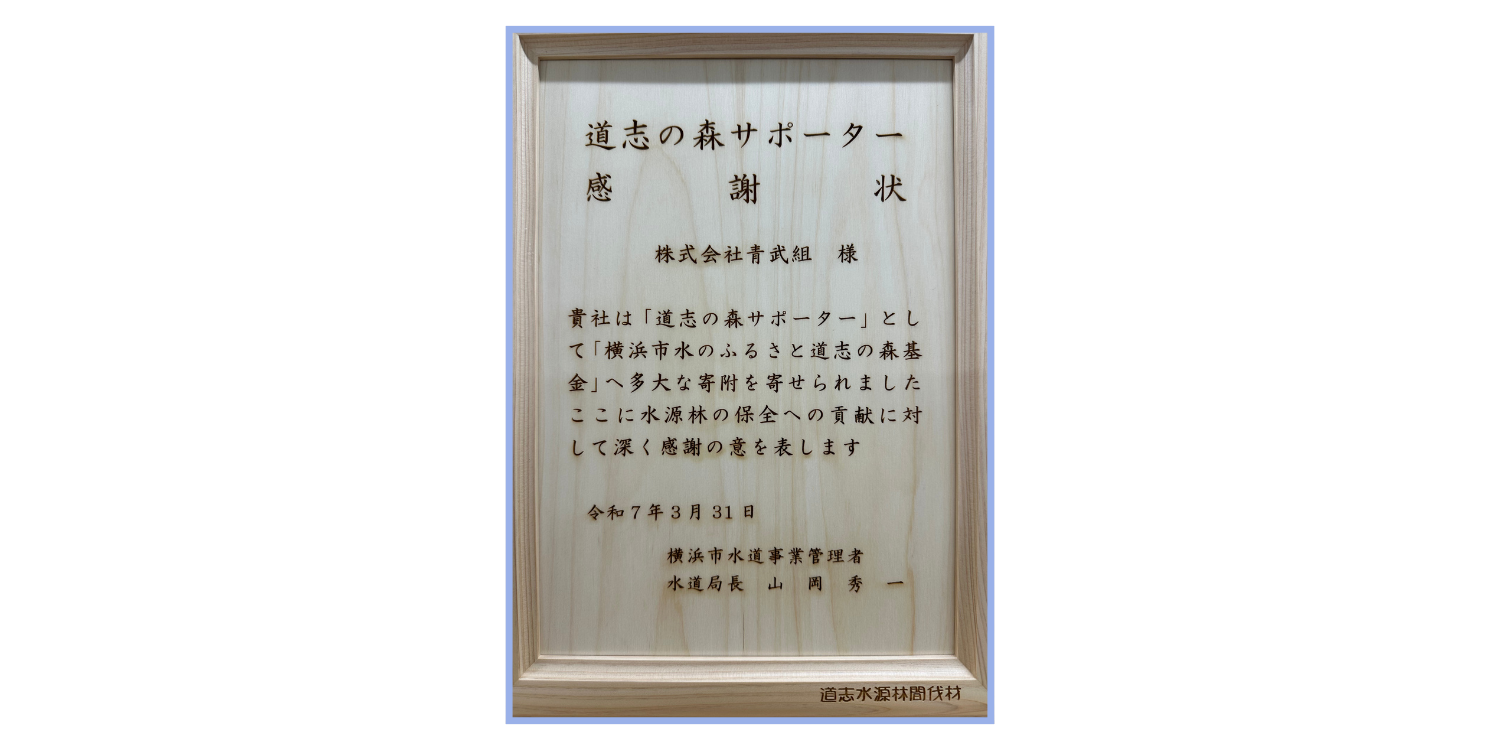 道志の森サポーター
感 謝 状
株式会社青武組 様
貴社は「道志の森サポーター」とし
て「横浜市水のふるさと道志の森基
金」へ多大な寄附を寄せられました
ここに水源林の保全への貢献に対
して深く感謝の意を表します
令和7年3月31日
横浜市水道事業管理者
水道局長 山 岡 秀 一
道志水源林間伐材